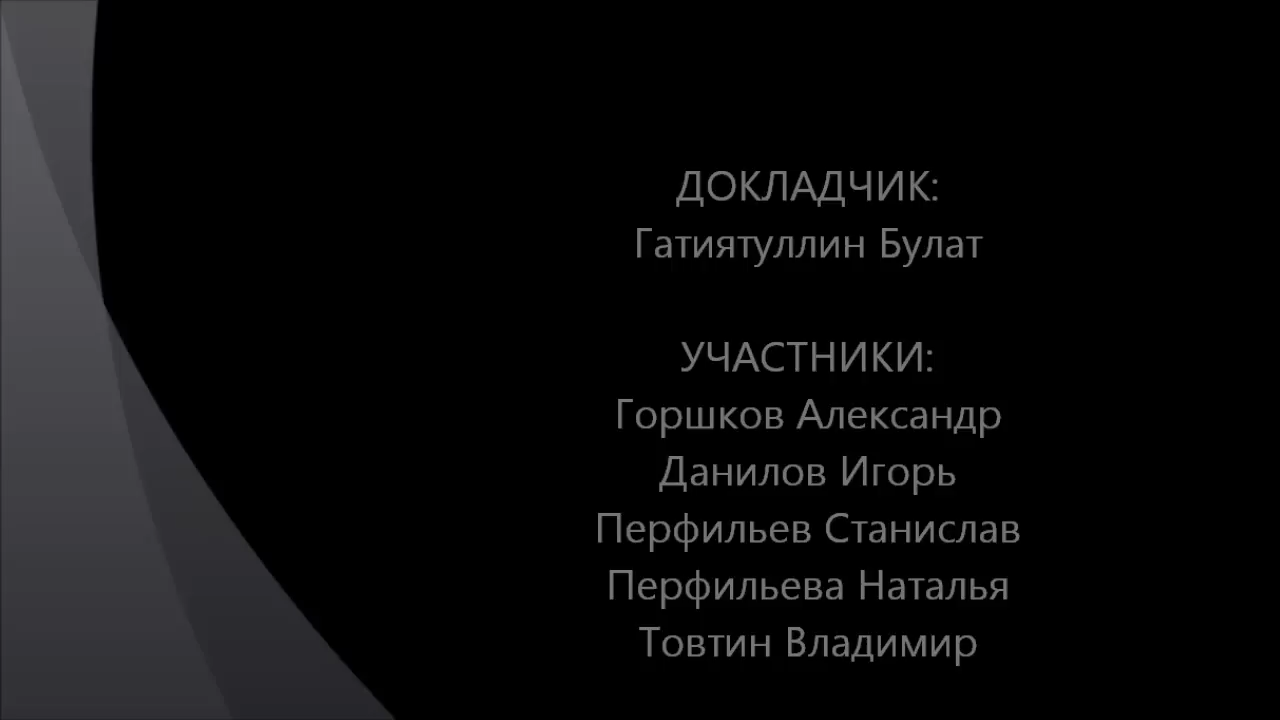 ДОКЛАДЧИК:
Гатиятуллин Булат
УЧАСТНИКИ:
Горшков Александр
Данилов Игорь
Перфильев Станислав
Перфильева Наталья
Товтин Владимир